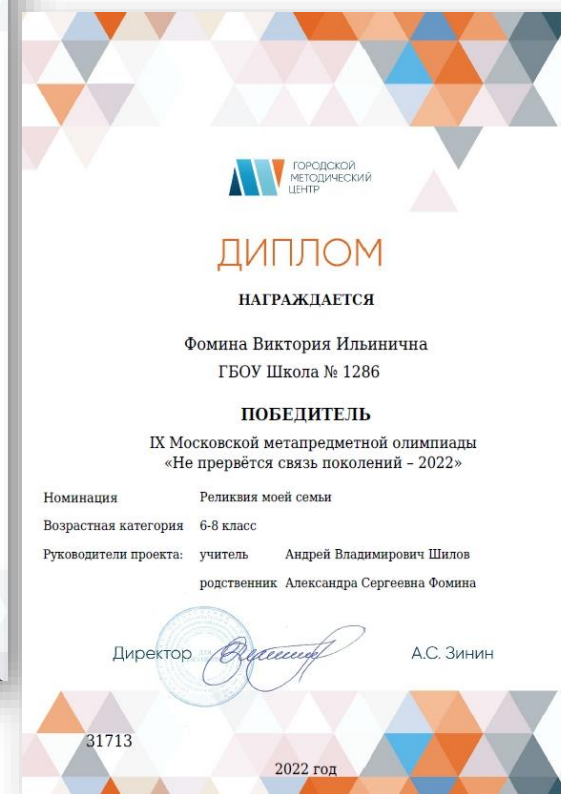 ГОРОДСКОЙ
МЕТОДИЧЕСКИЙ
ЦЕНТР
ДИПЛОМ
НАГРАЖДАЕТСЯ
Фомина Виктория Ильинична
ГБОУ Школа № 1286
ПОБЕДИТЕЛЬ
IX Московской метапредметной олимпиады
«Не прервётся связь поколений – 2022»
Номинация Реликвия моей семьи
Возрастная категория 6-8 класс
Руководители проекта: учитель Андрей Владимирович Шилов
родственник Александра Сергеевна Фомина
Директор А.С. Зинин
31713
2022 год